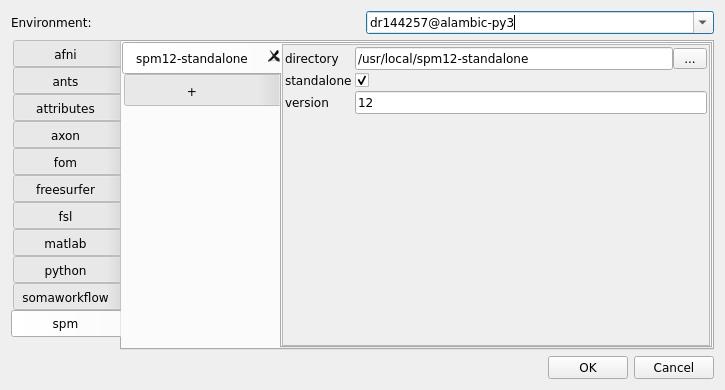 Environment: dr144257@alambic-py3
afni
ants
attributes
axon
fom
freesurfer
fsl
matlab
python
somaworkflow
spm
spm12-standalone
+
directory /usr/local/spm12-standalone ...
standalone
version 12
OK Cancel